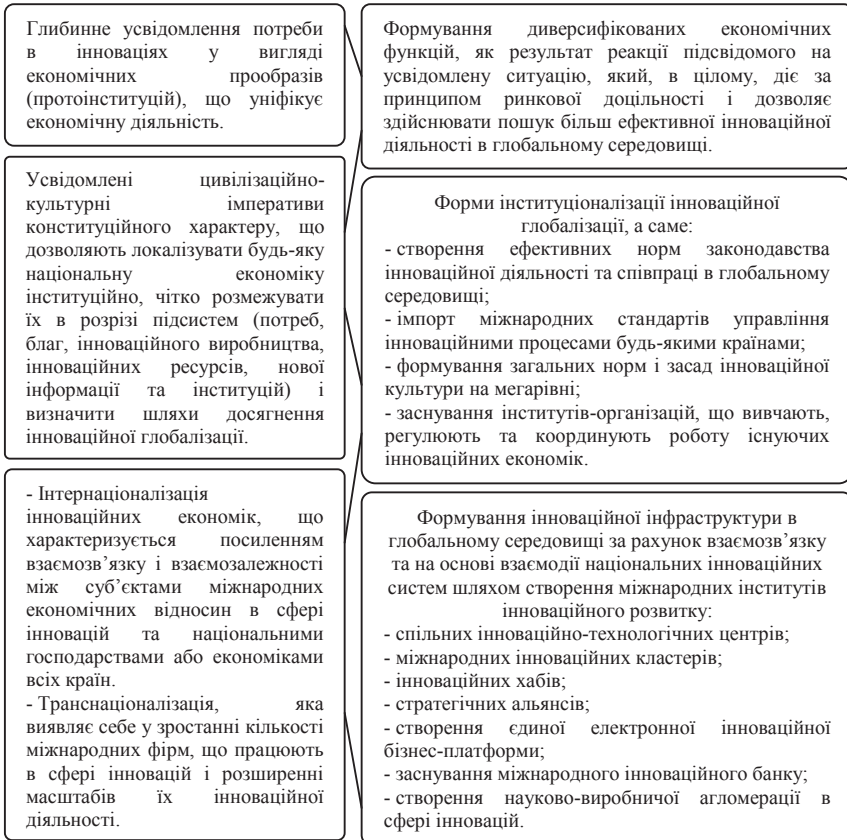 Глибинне усвідомлення потреби
в інноваціях у вигляді
економічних прообразів
(протоінституцій), що уніфікує
економічну діяльність.
Формування диверсифікованих економічних
функцій, як результат реакції підсвідомого на
усвідомлену ситуацію, який, в цілому, діє за
принципом ринкової доцільності і дозволяє
здійснювати пошук більш ефективної інноваційної
діяльності в глобальному середовищі.
Усвідомлені цивілізаційно-
культурні імперативи
конституційного характеру, що
дозволяють локалізувати будь-яку
національну економіку
інституційно, чітко розмежувати
їх в розрізі підсистем (потреб,
благ, інноваційного виробництва,
інноваційних ресурсів, нової
інформації та інституцій) і
визначити шляхи досягнення
інноваційної глобалізації.
Форми інституціоналізації інноваційної
глобалізації, а саме:
- створення ефективних норм законодавства
інноваційної діяльності та співпраці в глобальному
середовищі;
- імпорт міжнародних стандартів управління
інноваційними процесами будь-якими країнами;
- формування загальних норм і засад інноваційної
культури на мегарівні;
- заснування інститутів-організацій, що вивчають,
регулюють та координують роботу існуючих
інноваційних економік.
- Інтернаціоналізація
інноваційних економік, що
характеризується посиленням
взаємозв’язку і взаємозалежності
між суб’єктами міжнародних
економічних відносин в сфері
інновацій та національними
господарствами або економіками
всіх країн.
- Транснаціоналізація, яка
виявляє себе у зростанні кількості
міжнародних фірм, що працюють
в сфері інновацій і розширенні
масштабів їх інноваційної
діяльності.
Формування інноваційної інфраструктури в
глобальному середовищі за рахунок взаємозв’язку
та на основі взаємодії національних інноваційних
систем шляхом створення міжнародних інститутів
інноваційного розвитку:
- спільних інноваційно-технологічних центрів;
- міжнародних інноваційних кластерів;
- інноваційних хабів;
- стратегічних альянсів;
- створення єдиної електронної інноваційної
бізнес-платформи;
- заснування міжнародного інноваційного банку;
- створення науково-виробничої агломерації в
сфері інновацій.